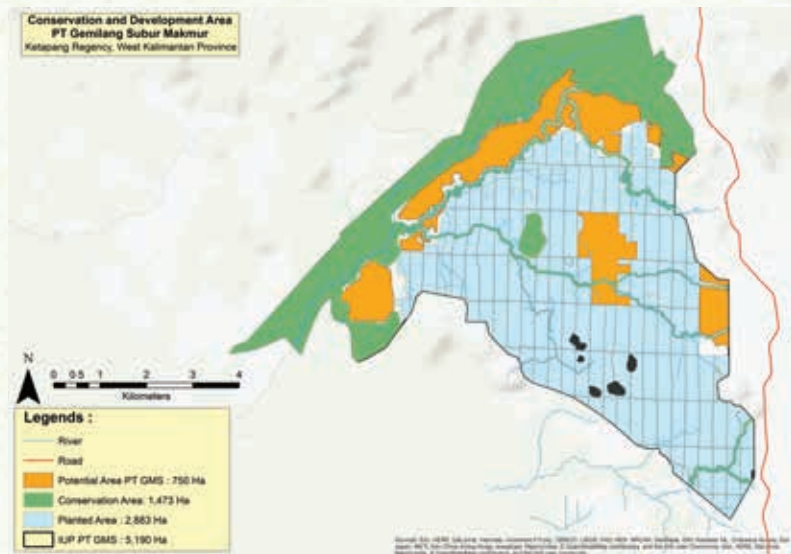 Conservation and Development Area
PT Gemilang Subur Makmur
Ketapang Regency, West Kalimantan Province
N
0 0.5 1 2 3 4
Kilometers
Legends :
River
Road
Potential Area PT GMS : 750 Ha
Conservation Area: 1,473 Ha
Planted Area : 2,883 Ha
IUP PT GMS : 5,190 Ha